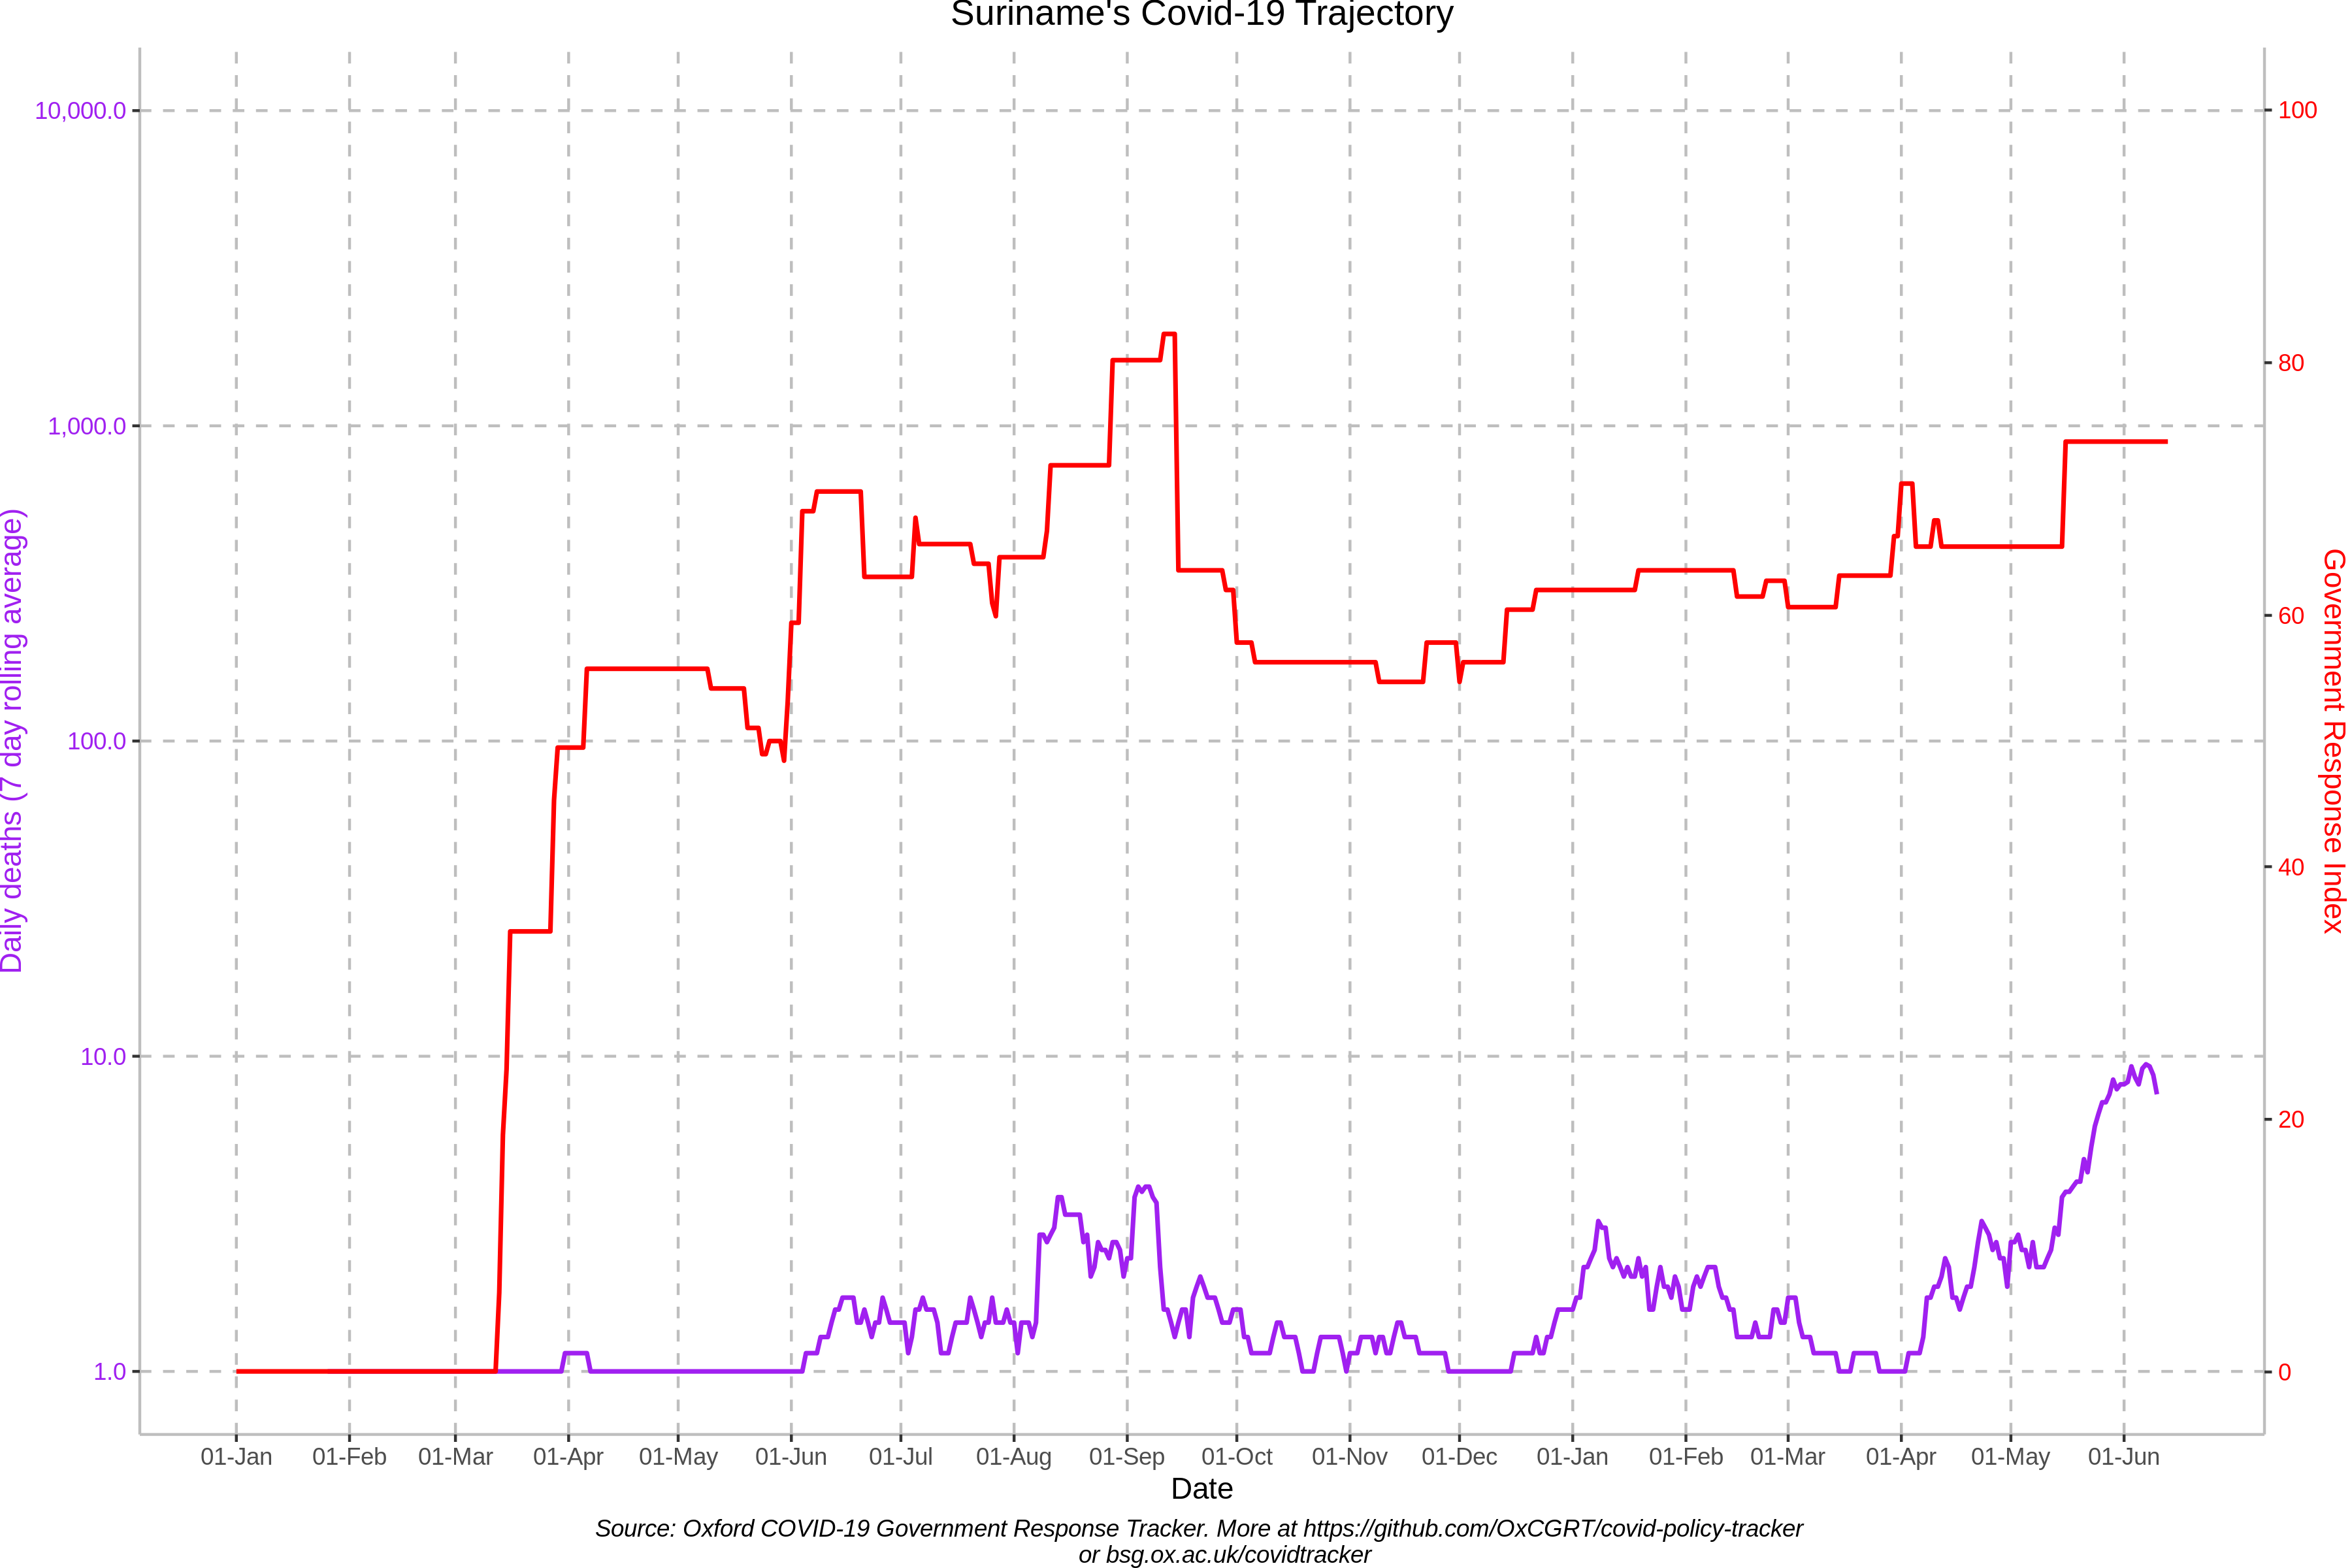 Suriname's Covid-19 Trajectory
10,000.0
1,000.0
100.0
10.0
1.0
Daily deaths (7 day rolling average)
100
80
60
40
20
0
Government Response Index
01-Jan 01-Feb 01-Mar 01-Apr 01-May 01-Jun 01-Jul 01-Aug 01-Sep 01-Oct 01-Nov 01-Dec 01-Jan 01-Feb 01-Mar 01-Apr 01-May 01-Jun
Date
Source: Oxford COVID-19 Government Response Tracker. More at https://github.com/OxCGRT/covid-policy-tracker
or bsg.ox.ac.uk/covidtracker